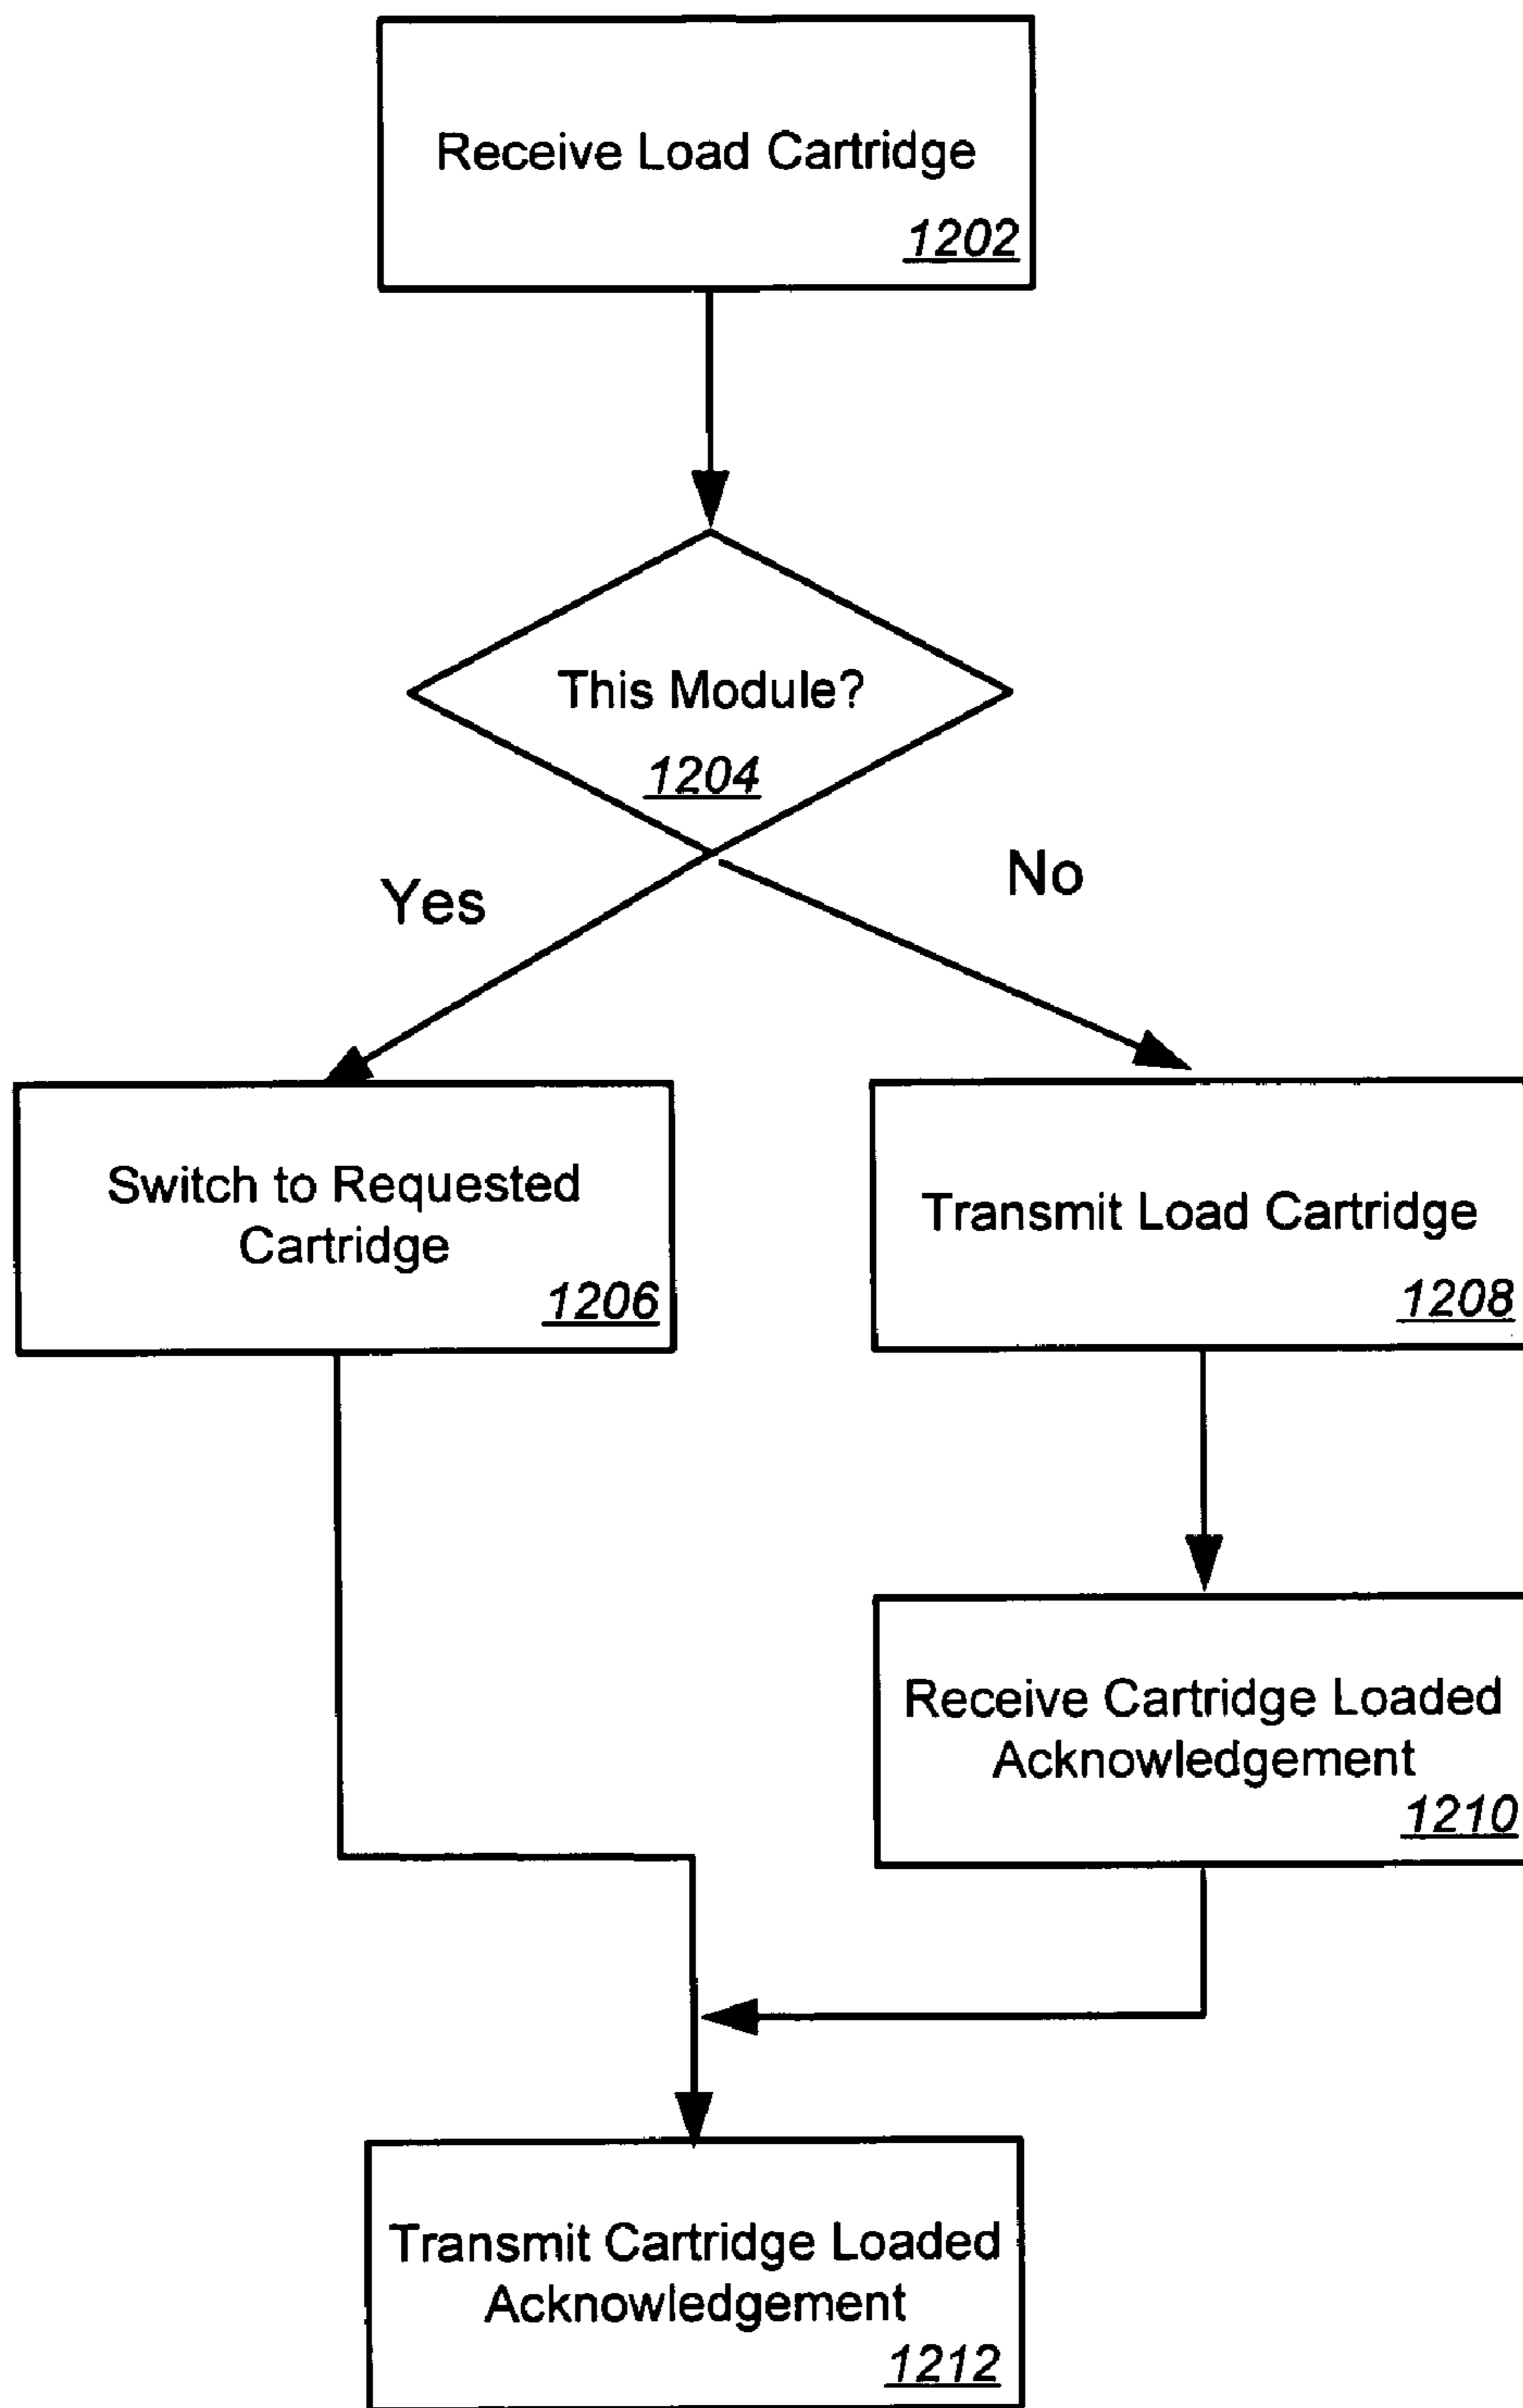 Receive Load Cartridge
1202
This Module?
1204
Yes
No
Switch to Requested
Cartridge
1206
Transmit Load Cartridge
1208
Receive Cartridge Loaded
Acknowledgement
1210
Transmit Cartridge Loaded
Acknowledgement
1212